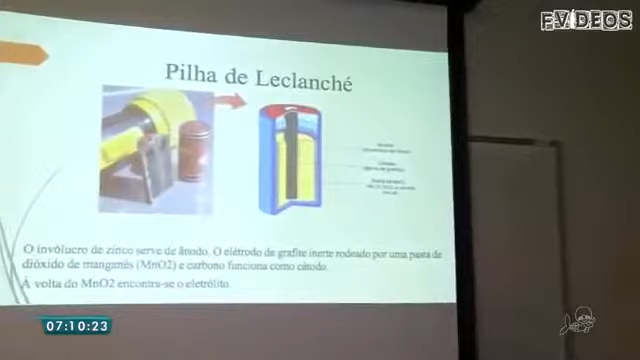 FVIDEOS
Pilha de Leclanché
O invólucro de zinco serve de ânodo. O elétrodo de grafite inerte rodeado por uma pasta de
dióxido de manganês (MnO2) e carbono funciona como cátodo.
À volta do MnO2 encontra-se o eletrólito.
07:10:23